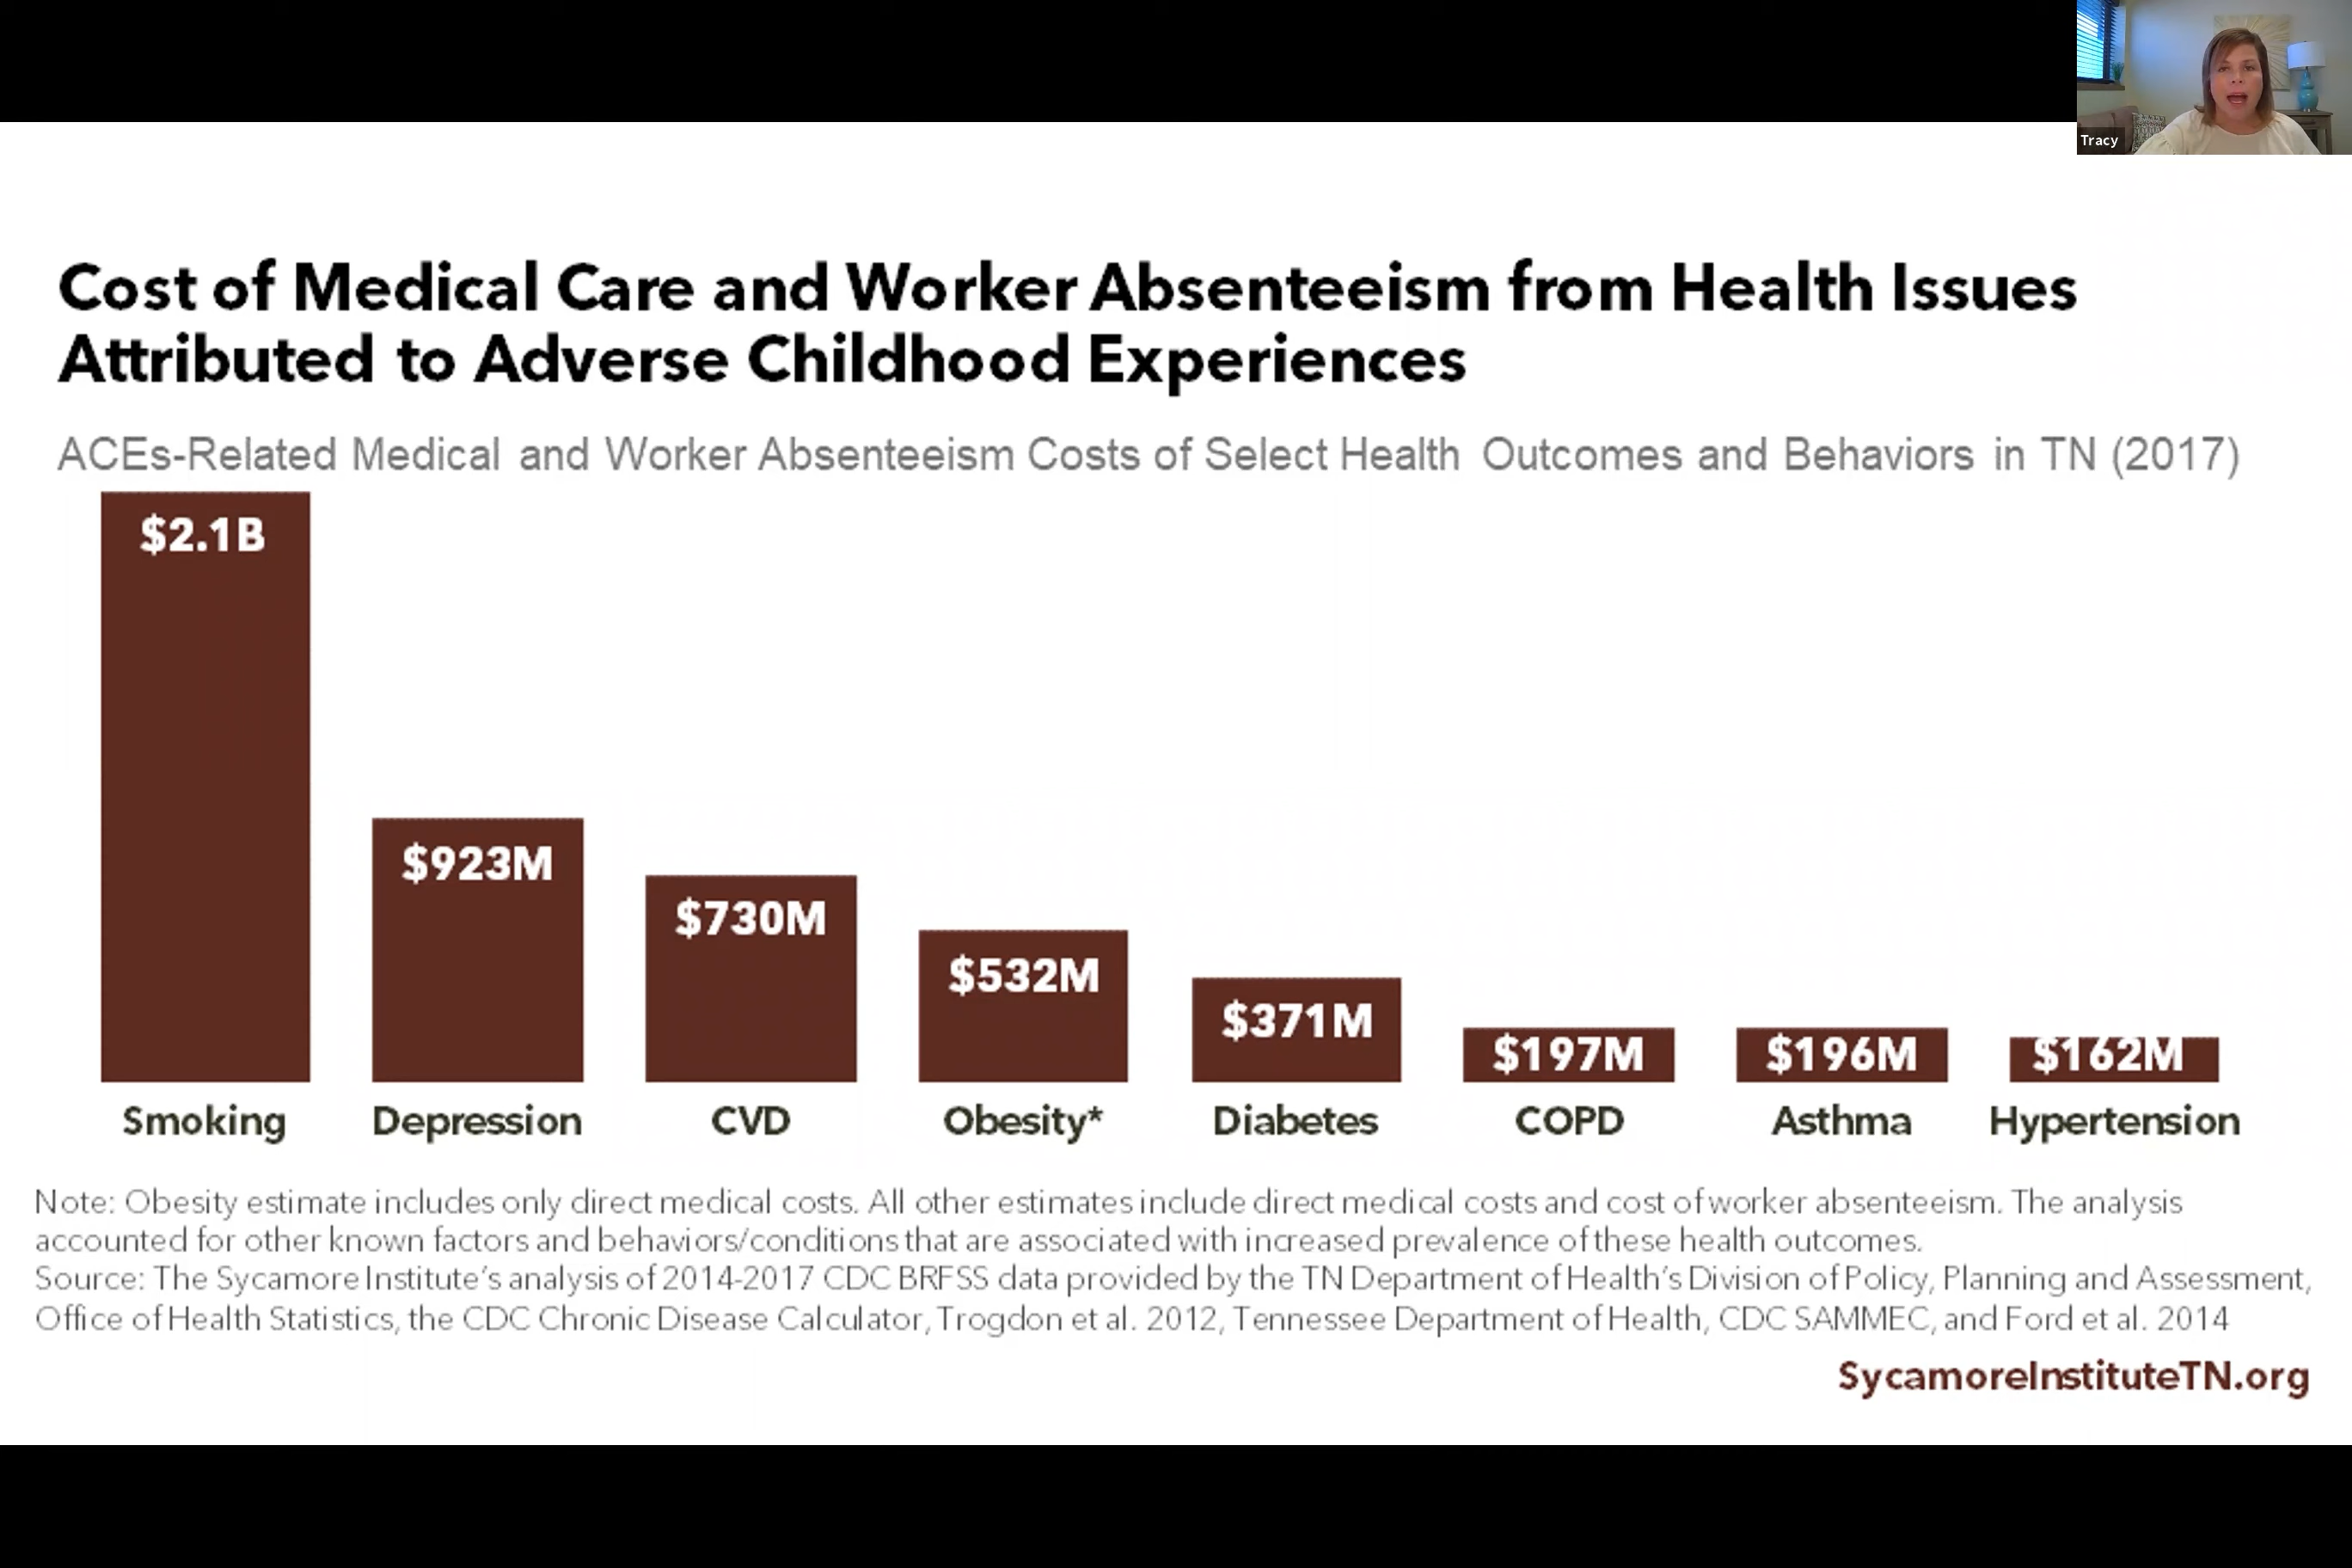 Tracy
Cost of Medical Care and Worker Absenteeism from Health Issues
Attributed to Adverse Childhood Experiences
ACEs-Related Medical and Worker Absenteeism Costs of Select Health Outcomes and Behaviors in TN (2017)
$2.1B
$923M
$730M
$532M
$371M
$197M
$196M
$162M
Smoking
Depression
CVD
Obesity*
Diabetes
COPD
Asthma
Hypertension
Note: Obesity estimate includes only direct medical costs. All other estimates include direct medical costs and cost of worker absenteeism. The analysis
accounted for other known factors and behaviors/conditions that are associated with increased prevalence of these health outcomes.
Source: The Sycamore Institute's analysis of 2014-2017 CDC BRFSS data provided by the TN Department of Health's Division of Policy, Planning and Assessment,
Office of Health Statistics, the CDC Chronic Disease Calculator, Trogdon et al. 2012, Tennessee Department of Health, CDC SAMMEC, and Ford et al. 2014
SycamoreInstituteTN.org